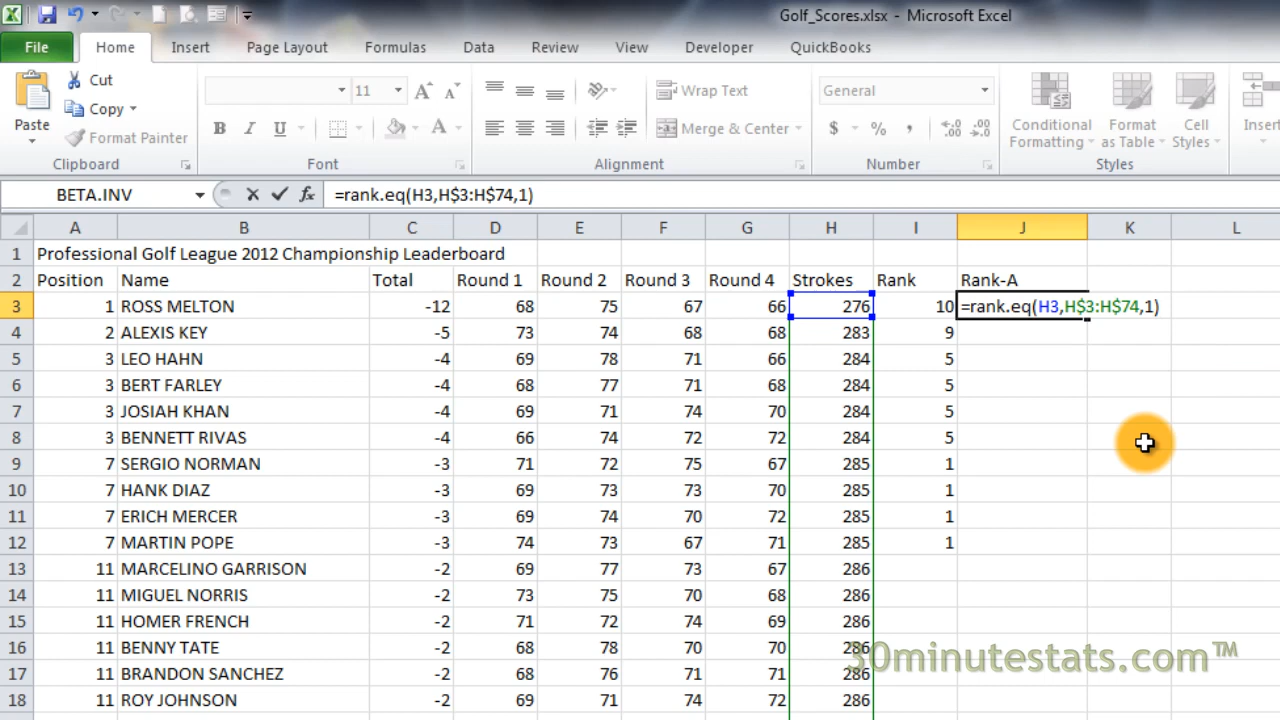 Golf_Scores.xlsx - Microsoft Excel
File Home Insert Page Layout Formulas Data Review View Developer QuickBooks
Paste Cut Copy Format Painter
11
Wrap Text
Merge & Center
General
B I U A $ % ,
Conditional Formatting Format as Table Cell Styles Insert
Clipboard Font Alignment Number Styles
BETA.INV fx =rank.eq(H3,H$3:H$74,1)
A B C D E F G H I J K L
1 Professional Golf League 2012 Championship Leaderboard
2 Position Name Total Round 1 Round 2 Round 3 Round 4 Strokes Rank Rank-A
3 1 ROSS MELTON -12 68 75 67 66 276 10 =rank.eq(H3,H$3:H$74,1)
4 2 ALEXIS KEY -5 73 74 68 68 283 9
5 3 LEO HAHN -4 69 78 71 66 284 5
6 3 BERT FARLEY -4 68 77 71 68 284 5
7 3 JOSIAH KHAN -4 69 71 74 70 284 5
8 3 BENNETT RIVAS -4 66 74 72 72 284 5
9 7 SERGIO NORMAN -3 71 72 75 67 285 1
10 7 HANK DIAZ -3 69 73 73 70 285 1
11 7 ERICH MERCER -3 69 74 70 72 285 1
12 7 MARTIN POPE -3 74 73 67 71 285 1
13 11 MARCELINO GARRISON -2 69 77 73 67 286
14 11 MIGUEL NORRIS -2 73 75 70 68 286
15 11 HOMER FRENCH -2 71 72 74 69 286
16 11 BENNY TATE -2 68 78 70 70 286
17 11 BRANDON SANCHEZ -2 68 76 71 71 286
18 11 ROY JOHNSON -2 69 71 74 72 286
30minutestats.com™